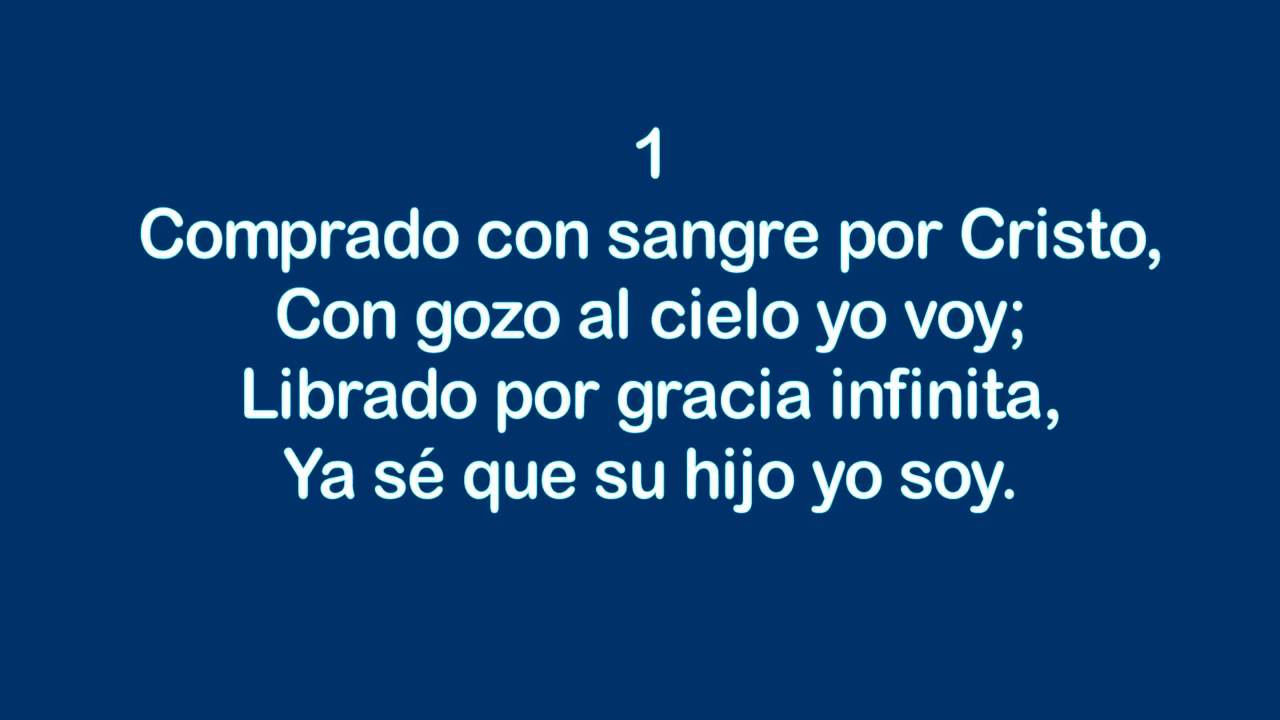 1
Comprado con sangre por Cristo,
Con gozo al cielo yo voy;
Librado por gracia infinita,
Ya sé que su hijo yo soy.